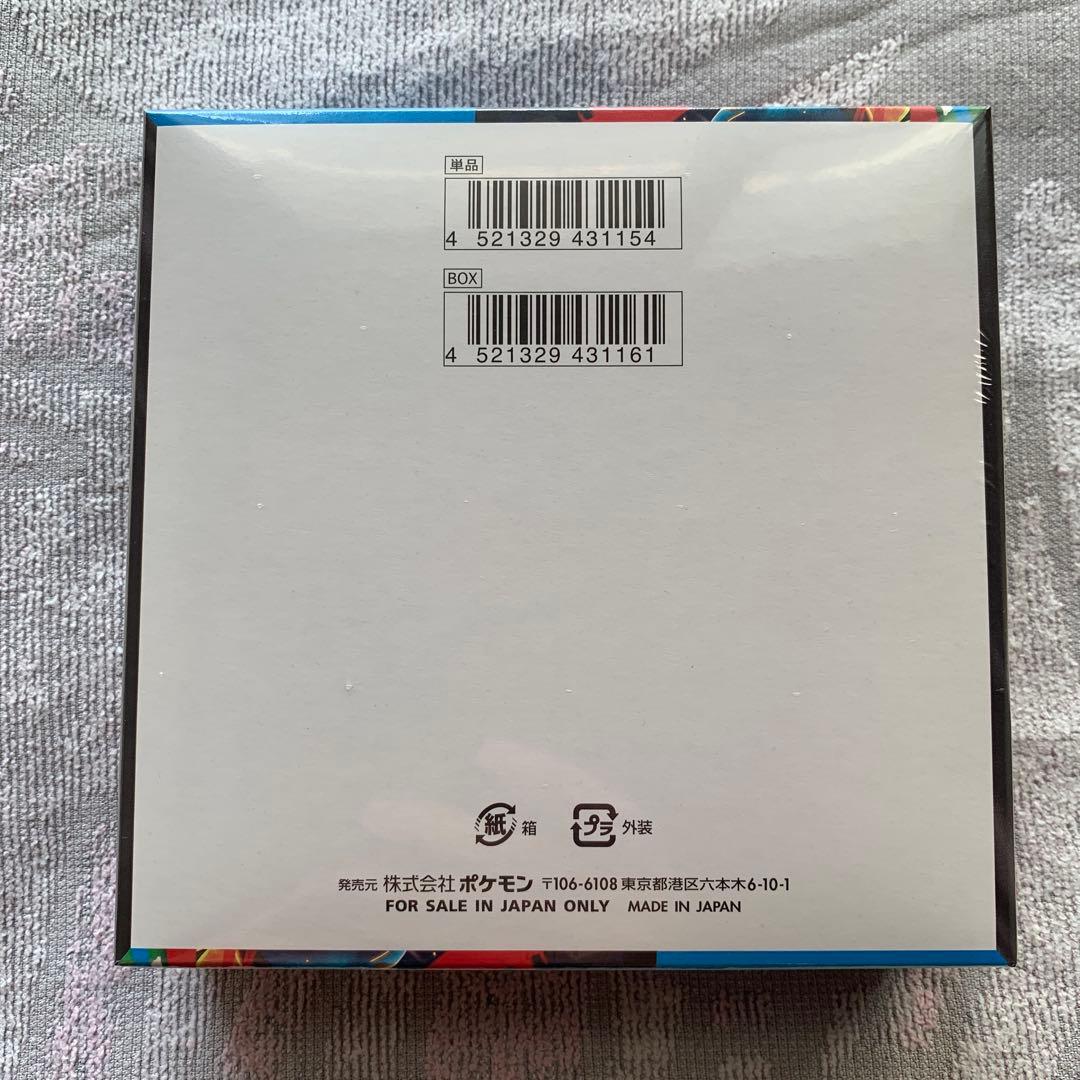 単品
4 521329 431154
BOX
4 521329 431161
紙 箱 プラ 外装
発売元 株式会社 ポケモン 〒106-6108 東京都港区六本木6-10-1
FOR SALE IN JAPAN ONLY MADE IN JAPAN